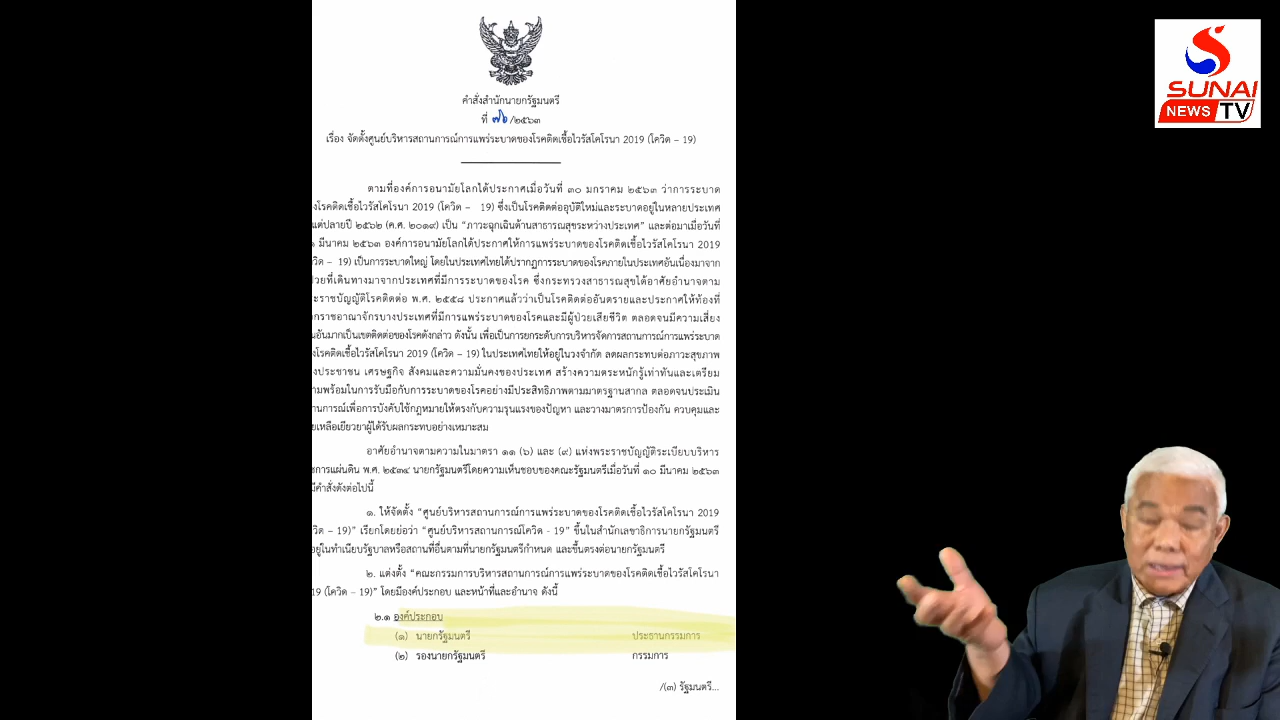 คำสั่งสำนักนายกรัฐมนตรี
ที่ ๗๖/๒๕๖๓
เรื่อง จัดตั้งศูนย์บริหารสถานการณ์การแพร่ระบาดของโรคติดเชื้อไวรัสโคโรนา 2019 (โควิด – 19)
ตามที่องค์การอนามัยโลกได้ประกาศเมื่อวันที่ ๓๐ มกราคม ๒๕๖๓ ว่าการระบาด
งโรคติดเชื้อไวรัสโคโรนา 2019 (โควิด – 19) ซึ่งเป็นโรคติดต่ออุบัติใหม่และระบาดอยู่ในหลายประเทศ
แต่ปลายปี ๒๕๖๒ (ค.ศ. ๒๐๑๙) เป็น “ภาวะฉุกเฉินด้านสาธารณสุขระหว่างประเทศ” และต่อมาเมื่อวันที่
๑ มีนาคม ๒๕๖๓ องค์การอนามัยโลกได้ประกาศให้การแพร่ระบาดของโรคติดเชื้อไวรัสโคโรนา 2019
วิด – 19) เป็นการระบาดใหญ่ โดยในประเทศไทยได้ปรากฏการระบาดของโรคภายในประเทศอันเนื่องมาจาก
ป่วยที่เดินทางมาจากประเทศที่มีการระบาดของโรค ซึ่งกระทรวงสาธารณสุขได้อาศัยอำนาจตาม
ะราชบัญญัติโรคติดต่อ พ.ศ. ๒๕๕๘ ประกาศแล้วว่าเป็นโรคติดต่ออันตรายและประกาศให้ท้องที่
กราชอาณาจักรบางประเทศที่มีการแพร่ระบาดของโรคและมีผู้ป่วยเสียชีวิต ตลอดจนมีความเสี่ยง
นอันมากเป็นเขตติดต่อของโรคดังกล่าว ดังนั้น เพื่อเป็นการยกระดับการบริหารจัดการสถานการณ์การแพร่ระบาด
งโรคติดเชื้อไวรัสโคโรนา 2019 (โควิด – 19) ในประเทศไทยให้อยู่ในวงจำกัด ลดผลกระทบต่อภาวะสุขภาพ
งประชาชน เศรษฐกิจ สังคมและความมั่นคงของประเทศ สร้างความตระหนักรู้เท่าทันและเตรียม
ามพร้อมในการรับมือกับการระบาดของโรคอย่างมีประสิทธิภาพตามมาตรฐานสากล ตลอดจนประเมิน
านการณ์เพื่อการบังคับใช้กฎหมายให้ตรงกับความรุนแรงของปัญหา และวางมาตรการป้องกัน ควบคุมและ
ยเหลือเยียวยาผู้ได้รับผลกระทบอย่างเหมาะสม
อาศัยอำนาจตามความในมาตรา ๑๑ (๖) และ (๙) แห่งพระราชบัญญัติระเบียบบริหาร
ะการแผ่นดิน พ.ศ. ๒๕๓๔ นายกรัฐมนตรีโดยความเห็นชอบของคณะรัฐมนตรีเมื่อวันที่ ๑๐ มีนาคม ๒๕๖๓
มีคำสั่งดังต่อไปนี้
๑. ให้จัดตั้ง “ศูนย์บริหารสถานการณ์การแพร่ระบาดของโรคติดเชื้อไวรัสโคโรนา 2019
วิด – 19)” เรียกโดยย่อว่า “ศูนย์บริหารสถานการณ์โควิด - 19” ขึ้นในสำนักเลขาธิการนายกรัฐมนตรี
อยู่ในทำเนียบรัฐบาลหรือสถานที่อื่นตามที่นายกรัฐมนตรีกำหนด และขึ้นตรงต่อนายกรัฐมนตรี
๒. แต่งตั้ง “คณะกรรมการบริหารสถานการณ์การแพร่ระบาดของโรคติดเชื้อไวรัสโคโรนา
19 (โควิด – 19)” โดยมีองค์ประกอบ และหน้าที่และอำนาจ ดังนี้
๒.๑ องค์ประกอบ
(๑) นายกรัฐมนตรี ประธานกรรมการ
(๒) รองนายกรัฐมนตรี กรรมการ
/(๓) รัฐมนตรี...
SUNAI
NEWS TV